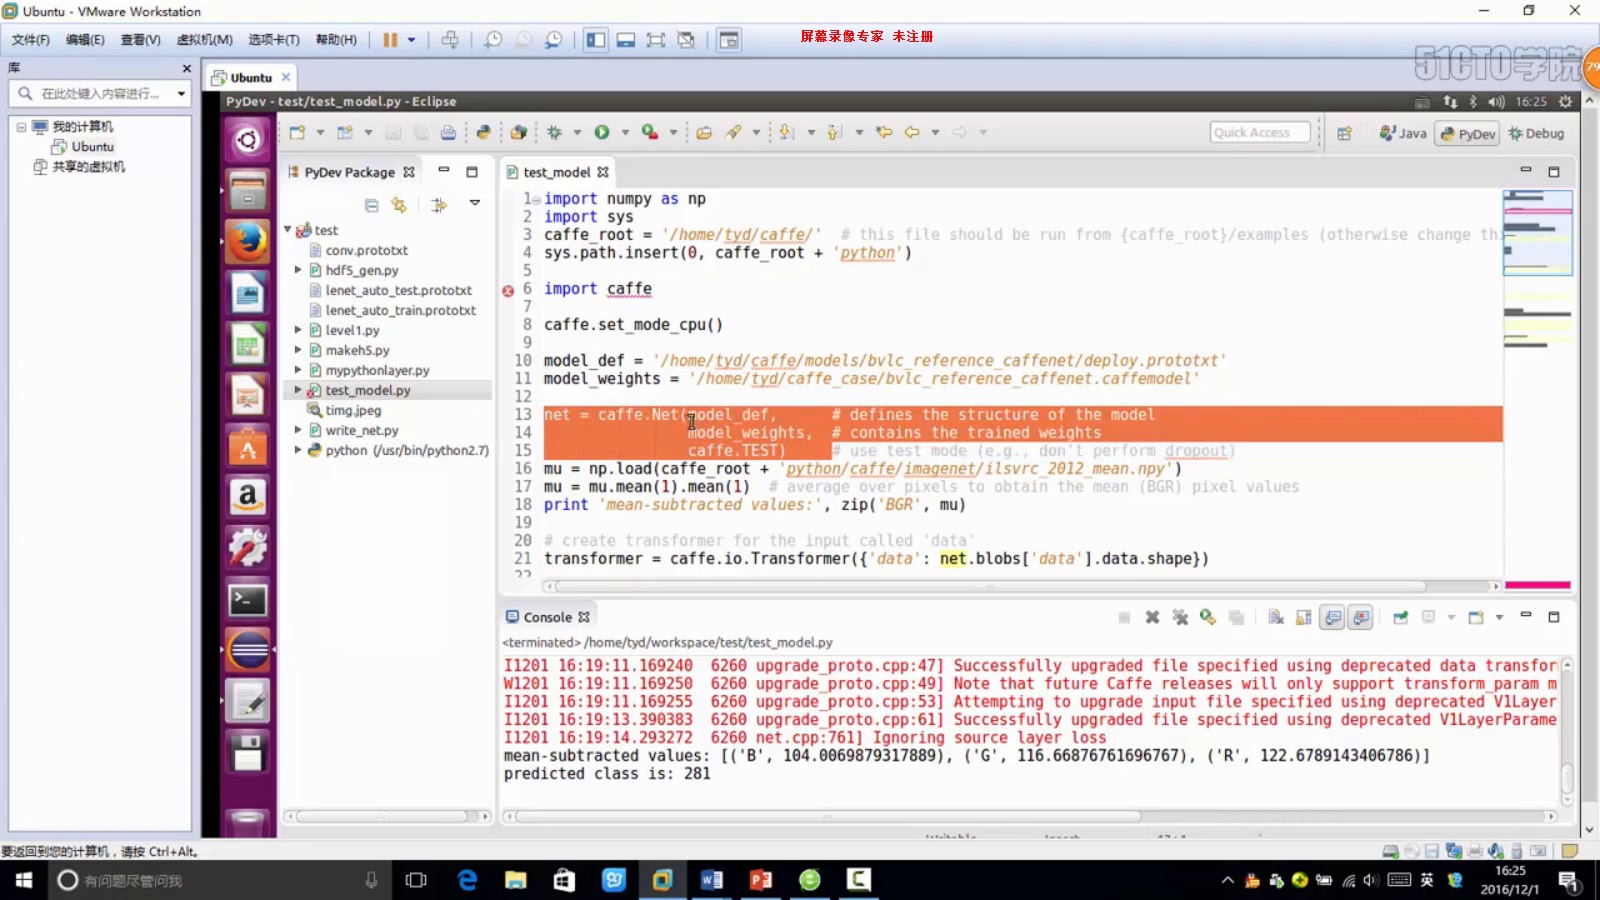 Ubuntu - VMware Workstation
文件(F) 编辑(E) 查看(V) 虚拟机(M) 选项卡(T) 帮助(H)
屏幕录像专家 未注册
51CTO学院
79
库
在此处键入内容进行...
我的计算机
Ubuntu
共享的虚拟机
Ubuntu
PyDev - test/test_model.py - Eclipse
16:25
Quick Access
Java
PyDev
Debug
PyDev Package
test
conv.prototxt
hdf5_gen.py
lenet_auto_test.prototxt
lenet_auto_train.prototxt
level1.py
makeh5.py
mypythonlayer.py
test_model.py
timg.jpeg
write_net.py
python (/usr/bin/python2.7)
test_model
1 import numpy as np
2 import sys
3 caffe_root = '/home/tyd/caffe/'  # this file should be run from {caffe_root}/examples (otherwise change thi
4 sys.path.insert(0, caffe_root + 'python')
5
6 import caffe
7
8 caffe.set_mode_cpu()
9
10 model_def = '/home/tyd/caffe/models/bvlc_reference_caffenet/deploy.prototxt'
11 model_weights = '/home/tyd/caffe_case/bvlc_reference_caffenet.caffemodel'
12
13 net = caffe.Net(model_def,      # defines the structure of the model
14                 model_weights,  # contains the trained weights
15                 caffe.TEST)     # use test mode (e.g., don't perform dropout)
16 mu = np.load(caffe_root + 'python/caffe/imagenet/ilsvrc_2012_mean.npy')
17 mu = mu.mean(1).mean(1)  # average over pixels to obtain the mean (BGR) pixel values
18 print 'mean-subtracted values:', zip('BGR', mu)
19
20 # create transformer for the input called 'data'
21 transformer = caffe.io.Transformer({'data': net.blobs['data'].data.shape})
22
Console
<terminated> /home/tyd/workspace/test/test_model.py
I1201 16:19:11.169240  6260 upgrade_proto.cpp:47] Successfully upgraded file specified using deprecated data transfor
W1201 16:19:11.169250  6260 upgrade_proto.cpp:49] Note that future Caffe releases will only support transform_param m
I1201 16:19:11.169255  6260 upgrade_proto.cpp:53] Attempting to upgrade input file specified using deprecated V1Layer
I1201 16:19:13.390383  6260 upgrade_proto.cpp:61] Successfully upgraded file specified using deprecated V1LayerParame
I1201 16:19:14.293272  6260 net.cpp:761] Ignoring source layer loss
mean-subtracted values: [('B', 104.0069879317889), ('G', 116.66876761696767), ('R', 122.6789143406786)]
predicted class is: 281
要返回到您的计算机，请按 Ctrl+Alt。
有问题尽管问我
英
16:25
2016/12/1
1